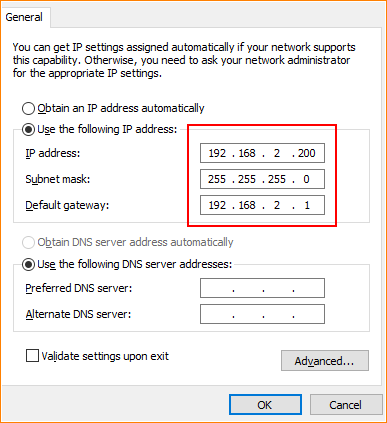 General
You can get IP settings assigned automatically if your network supports
this capability. Otherwise, you need to ask your network administrator
for the appropriate IP settings.
Obtain an IP address automatically
Use the following IP address:
IP address: 192 . 168 . 2 . 200
Subnet mask: 255 . 255 . 255 . 0
Default gateway: 192 . 168 . 2 . 1
Obtain DNS server address automatically
Use the following DNS server addresses:
Preferred DNS server: . . .
Alternate DNS server: . . .
Validate settings upon exit
Advanced...
OK Cancel